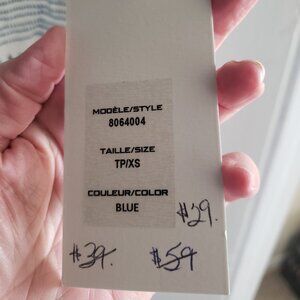 MODÈLE/STYLE
8064004
TAILLE/SIZE
TP/XS
COULEUR/COLOR
BLUE
$29.
$39.
$59